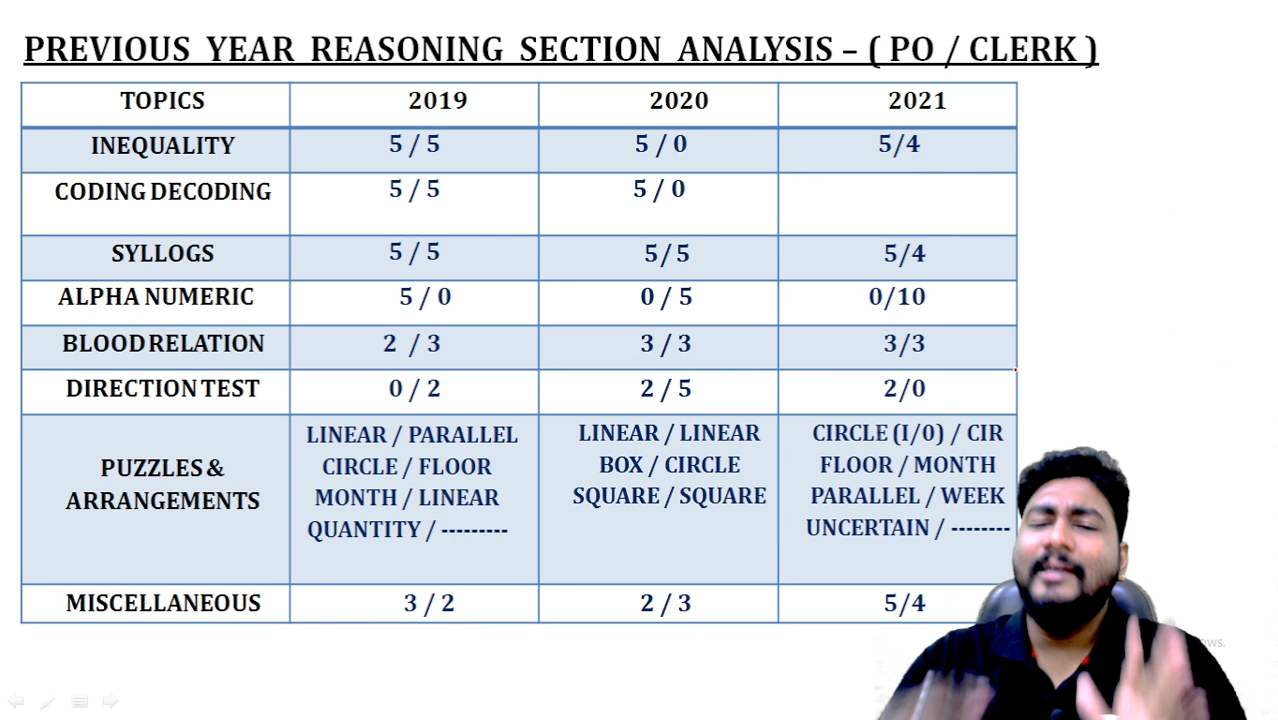 PREVIOUS YEAR REASONING SECTION ANALYSIS – ( PO / CLERK )
TOPICS 2019 2020 2021
INEQUALITY 5 / 5 5 / 0 5/4
CODING DECODING 5 / 5 5 / 0
SYLLOGS 5 / 5 5/ 5 5/4
ALPHA NUMERIC 5 / 0 0 / 5 0/10
BLOOD RELATION 2 / 3 3 / 3 3/3
DIRECTION TEST 0 / 2 2 / 5 2/0
PUZZLES &
ARRANGEMENTS
LINEAR / PARALLEL
CIRCLE / FLOOR
MONTH / LINEAR
QUANTITY / ---------
LINEAR / LINEAR
BOX / CIRCLE
SQUARE / SQUARE
CIRCLE (I/0) / CIR
FLOOR / MONTH
PARALLEL / WEEK
UNCERTAIN / --------
MISCELLANEOUS 3 / 2 2 / 3 5/4